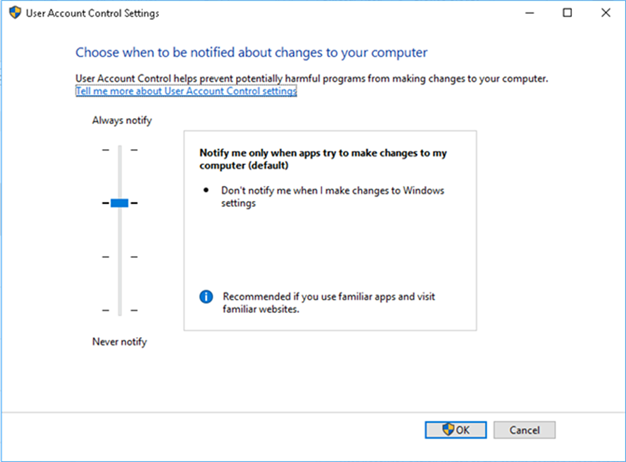 User Account Control Settings
Choose when to be notified about changes to your computer
User Account Control helps prevent potentially harmful programs from making changes to your computer.
Tell me more about User Account Control settings
Always notify
Notify me only when apps try to make changes to my
computer (default)
• Don't notify me when I make changes to Windows
settings
Recommended if you use familiar apps and visit
familiar websites.
Never notify
OK
Cancel